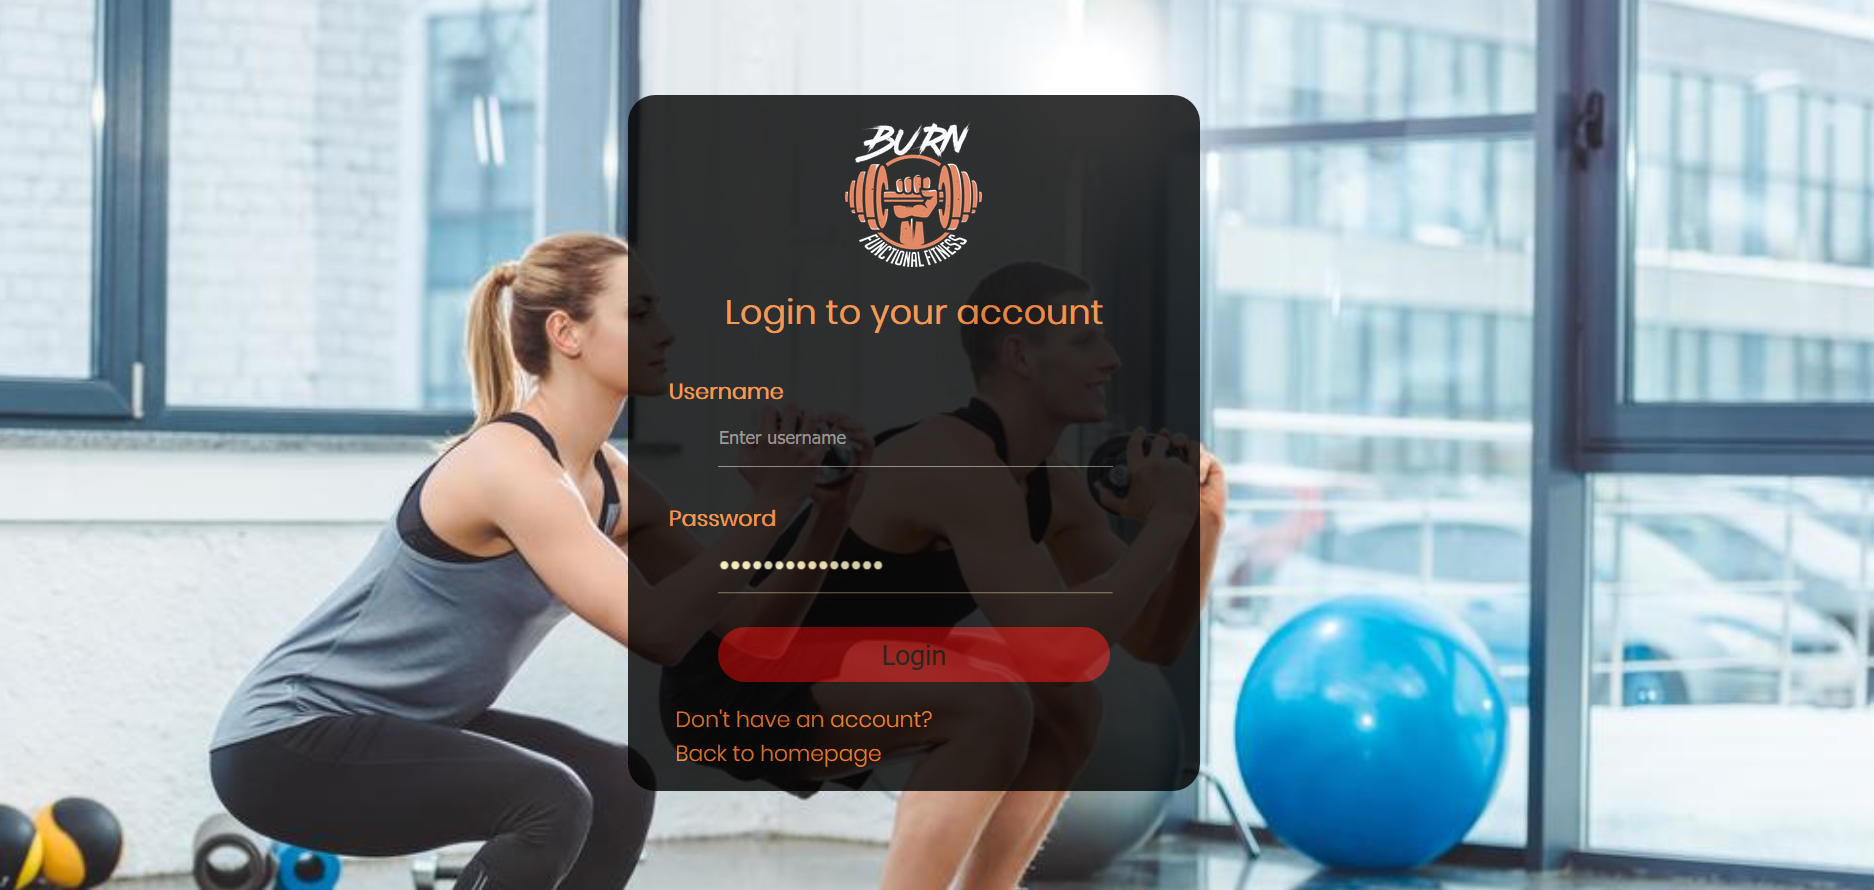 BURN
FUNCTIONAL FITNESS
Login to your account
Username
Enter username
Password
●●●●●●●●●●●●●●●
Login
Don't have an account?
Back to homepage